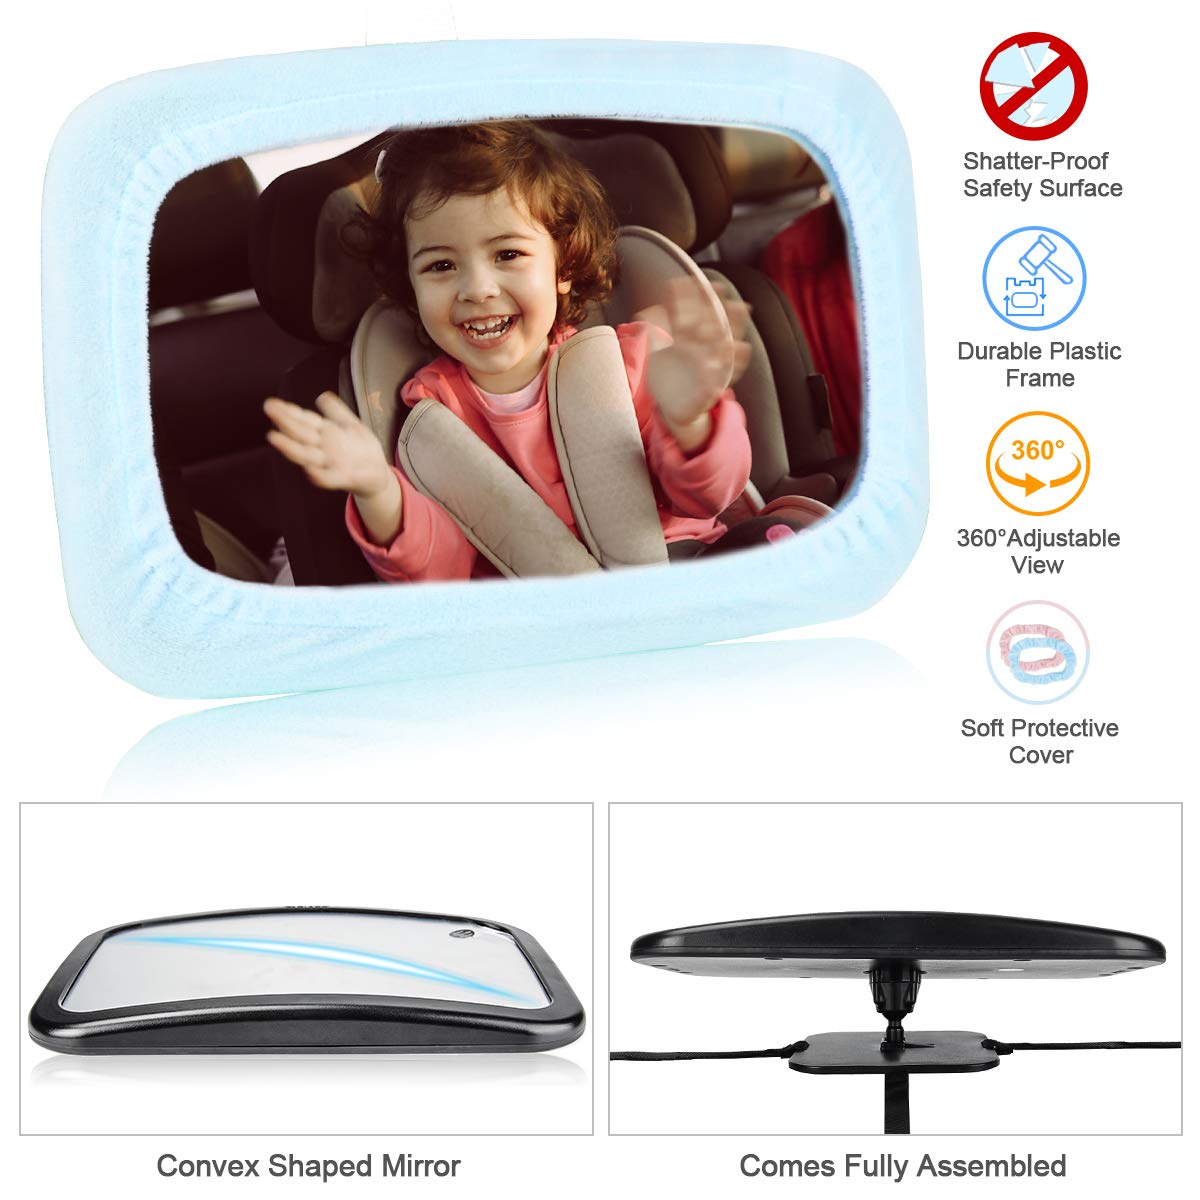 Shatter-Proof
Safety Surface
Durable Plastic
Frame
360°
360°Adjustable
View
Soft Protective
Cover
Convex Shaped Mirror
Comes Fully Assembled